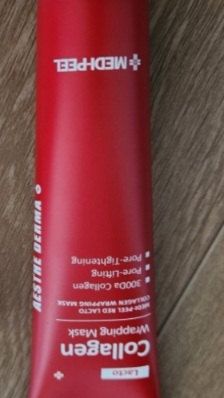 Lacto
Collagen
Wrapping Mask
MEDI-PEEL RED LACTO
COLLAGEN WRAPPING MASK
300Da Collagen
Pore-Lifting
Pore-Tightening
AESTHE DERMA
MEDI-PEEL